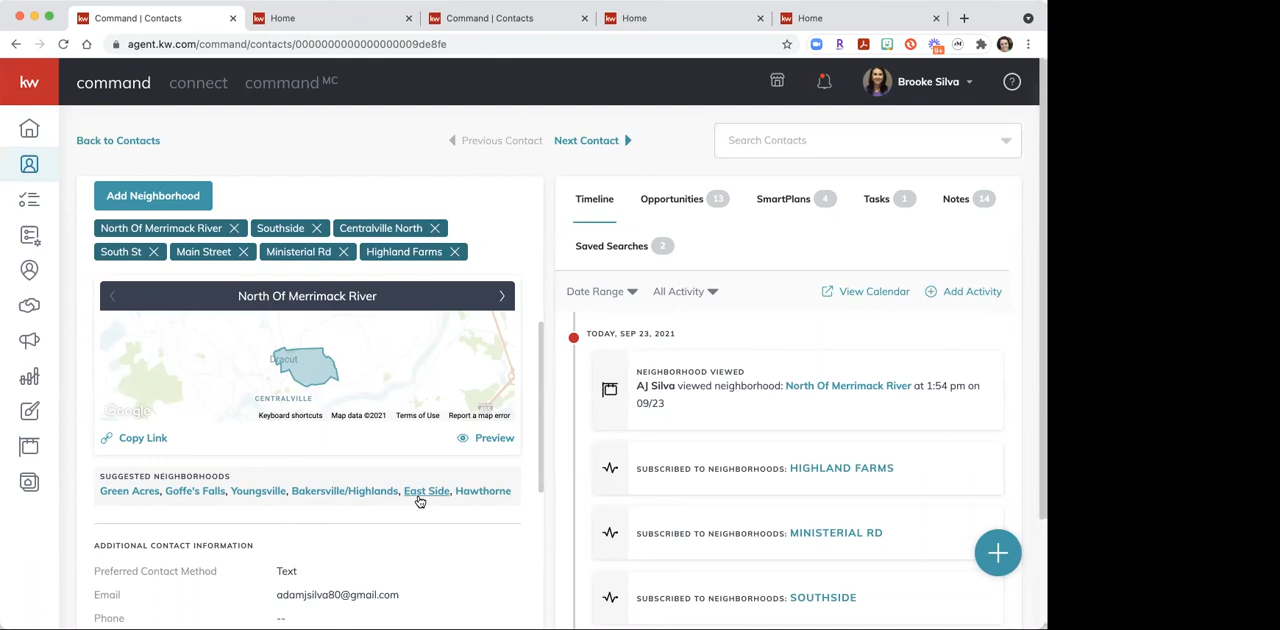 kw Command | Contacts
kw Home
kw Command | Contacts
kw Home
kw Home
agent.kw.com/command/contacts/0000000000000000009de8fe
R
9+
kw
command
connect
command MC
Brooke Silva
?
Back to Contacts
Previous Contact
Next Contact
Search Contacts
Add Neighborhood
North Of Merrimack River
Southside
Centralville North
South St
Main Street
Ministerial Rd
Highland Farms
North Of Merrimack River
Dracut
CENTRALVILLE
Google
Keyboard shortcuts
Map data ©2021
Terms of Use
Report a map error
Copy Link
Preview
SUGGESTED NEIGHBORHOODS
Green Acres, Goffe's Falls, Youngsville, Bakersville/Highlands, East Side, Hawthorne
ADDITIONAL CONTACT INFORMATION
Preferred Contact Method Text
Email adamjsilva80@gmail.com
Phone --
Timeline
Opportunities 13
SmartPlans 4
Tasks 1
Notes 14
Saved Searches 2
Date Range
All Activity
View Calendar
Add Activity
TODAY, SEP 23, 2021
NEIGHBORHOOD VIEWED
AJ Silva viewed neighborhood: North Of Merrimack River at 1:54 pm on
09/23
SUBSCRIBED TO NEIGHBORHOODS: HIGHLAND FARMS
SUBSCRIBED TO NEIGHBORHOODS: MINISTERIAL RD
SUBSCRIBED TO NEIGHBORHOODS: SOUTHSIDE